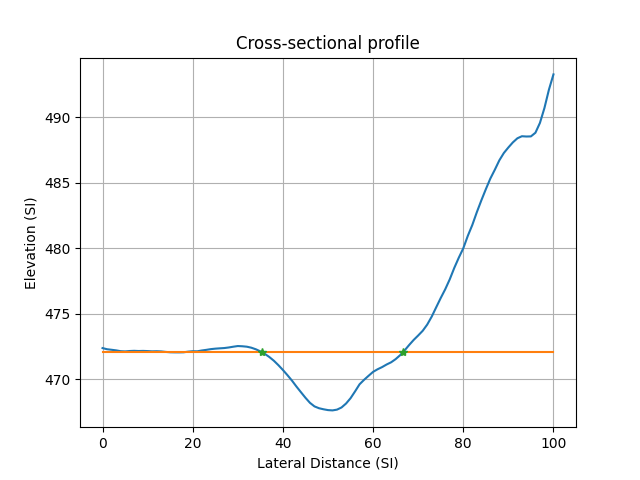 Cross-sectional profile
490
485
480
475
470
Elevation (SI)
0 20 40 60 80 100
Lateral Distance (SI)